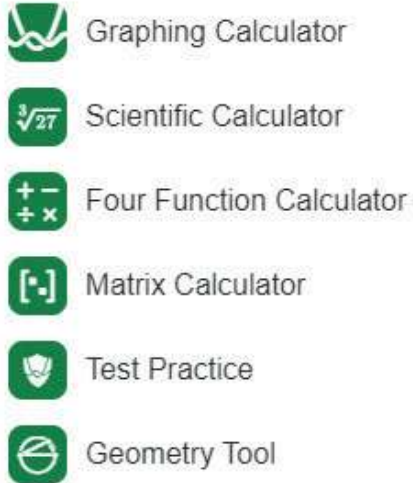 Graphing Calculator
∛27 Scientific Calculator
+ −
÷ × Four Function Calculator
Matrix Calculator
Test Practice
Geometry Tool